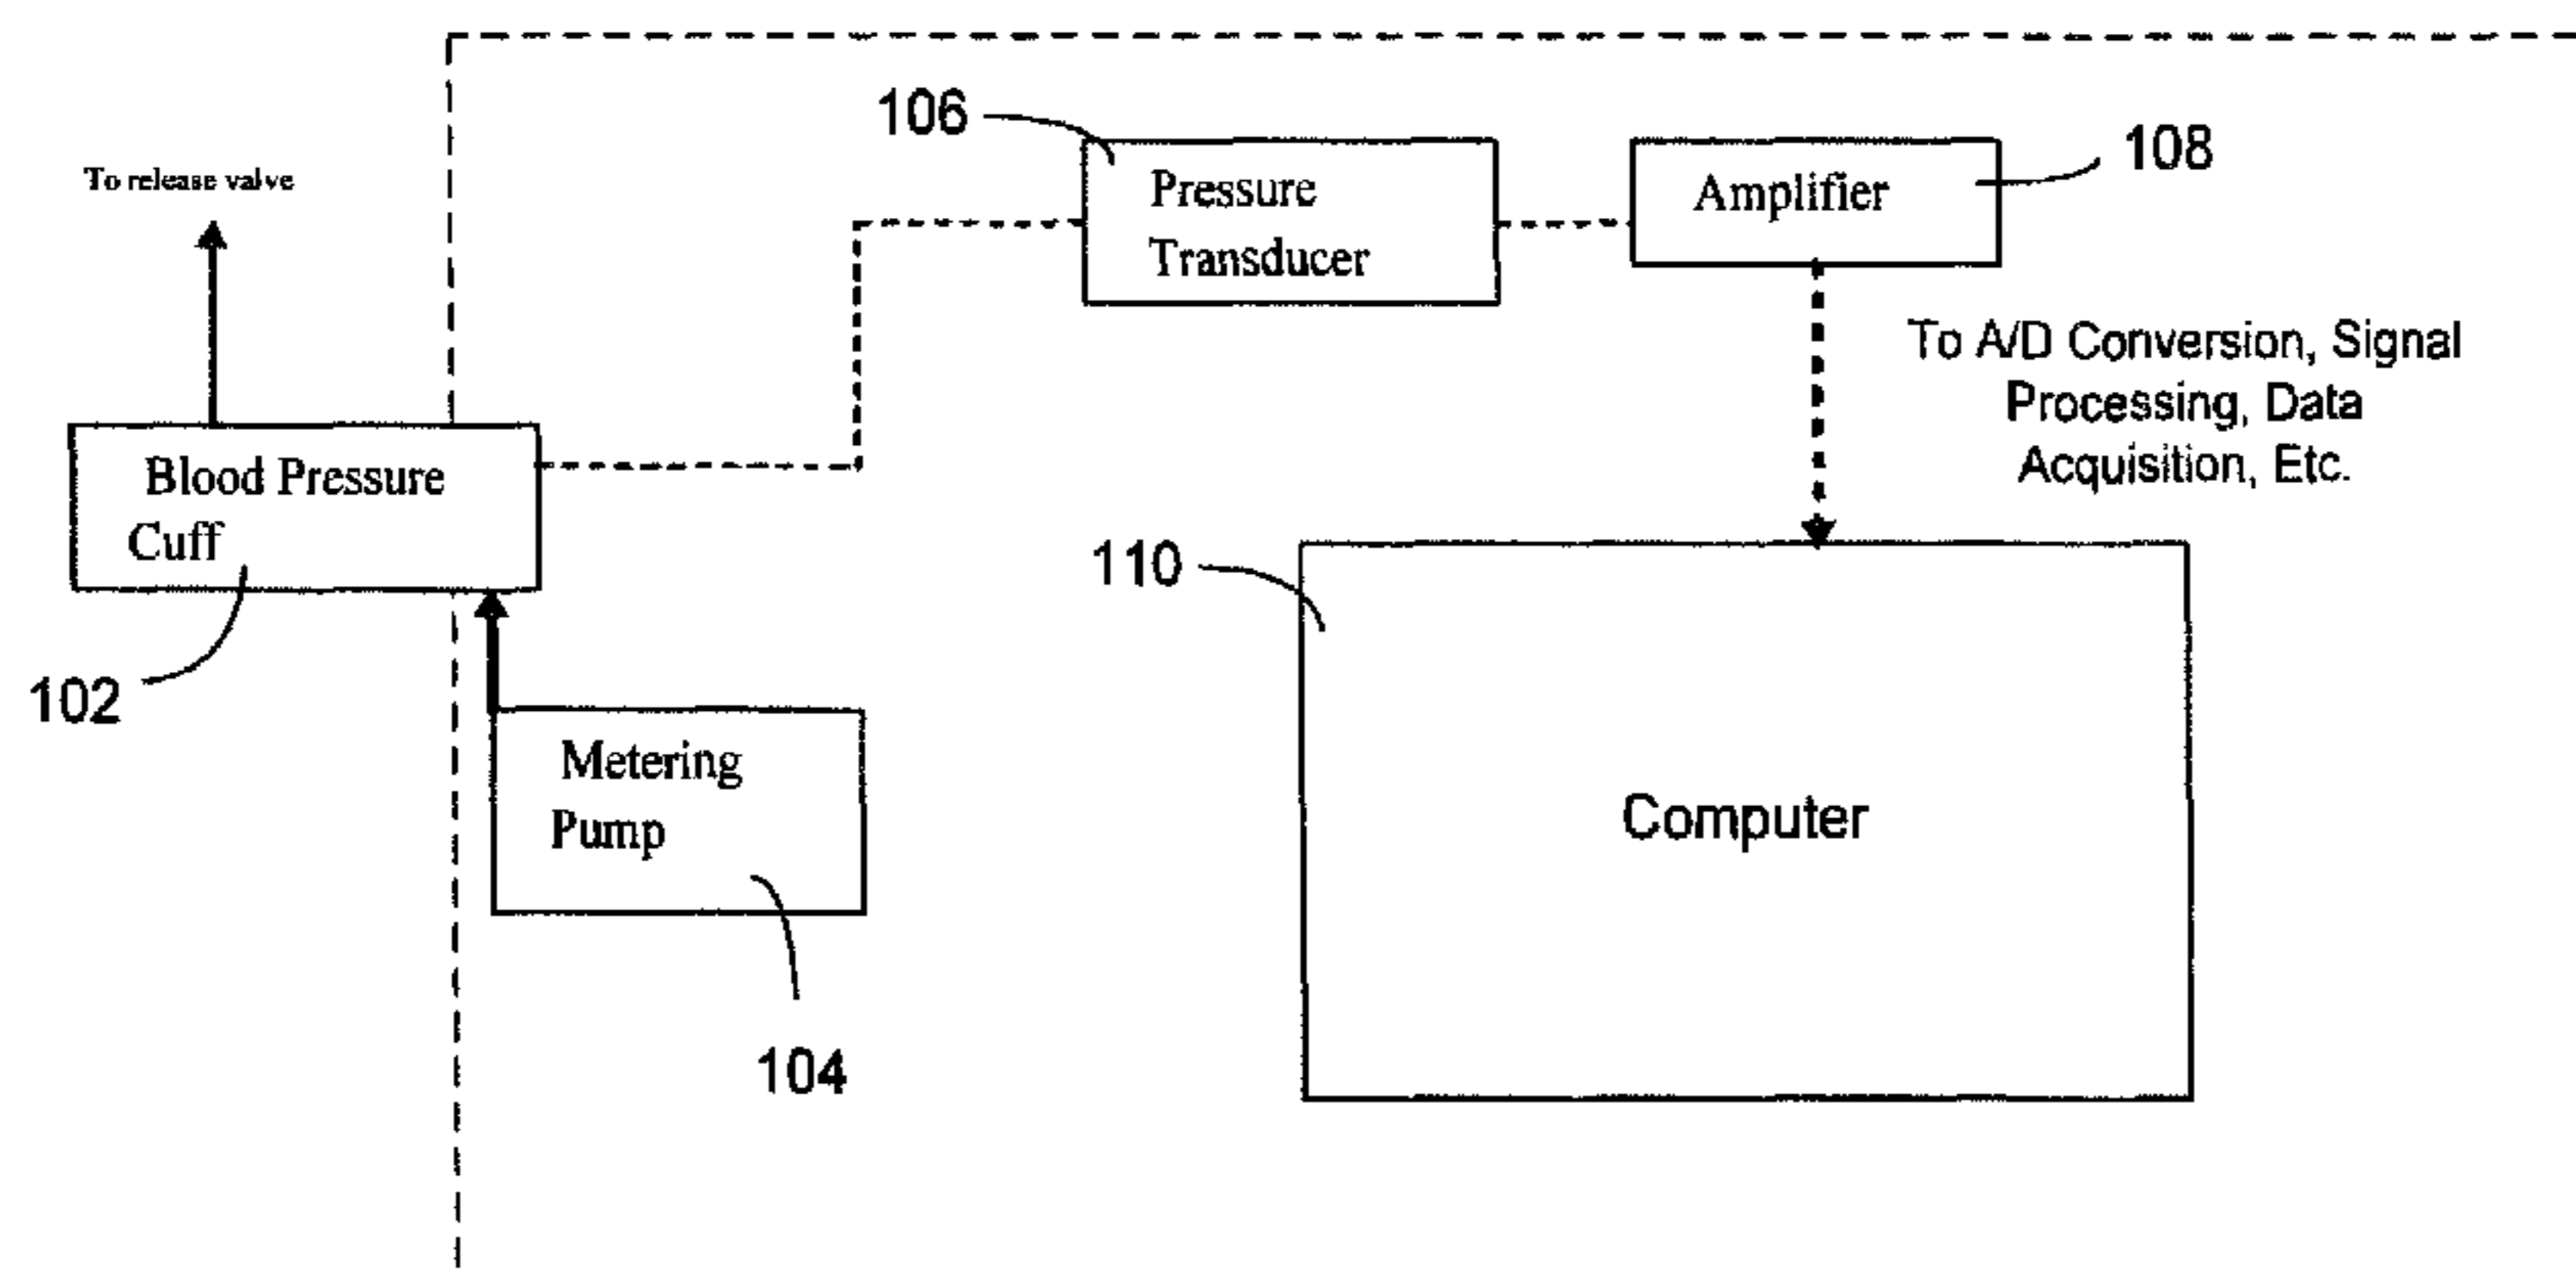 106
Pressure
Transducer
Amplifier
108
To release valve
To A/D Conversion, Signal
Processing, Data
Acquisition, Etc.
Blood Pressure
Cuff
102
110
Metering
Pump
104
Computer